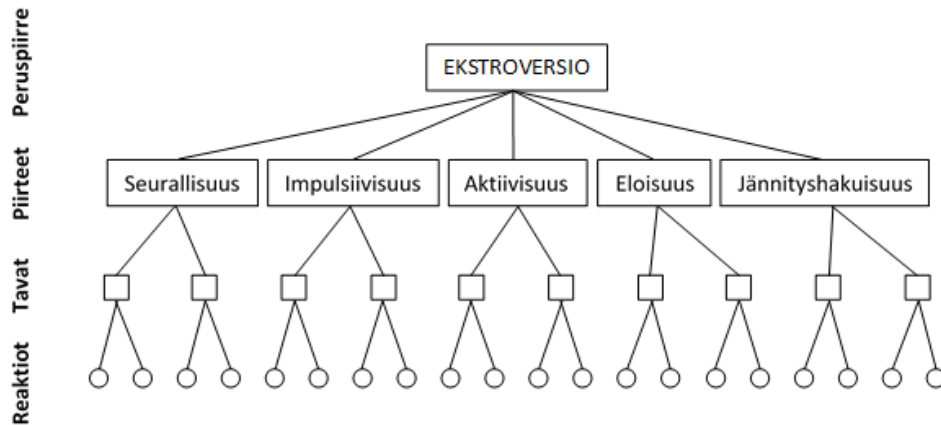 Peruspiirre
EKSTROVERSIO
Piirteet
Seurallisuus
Impulsiivisuus
Aktiivisuus
Eloisuus
Jännityshakuisuus
Tavat
Reaktiot